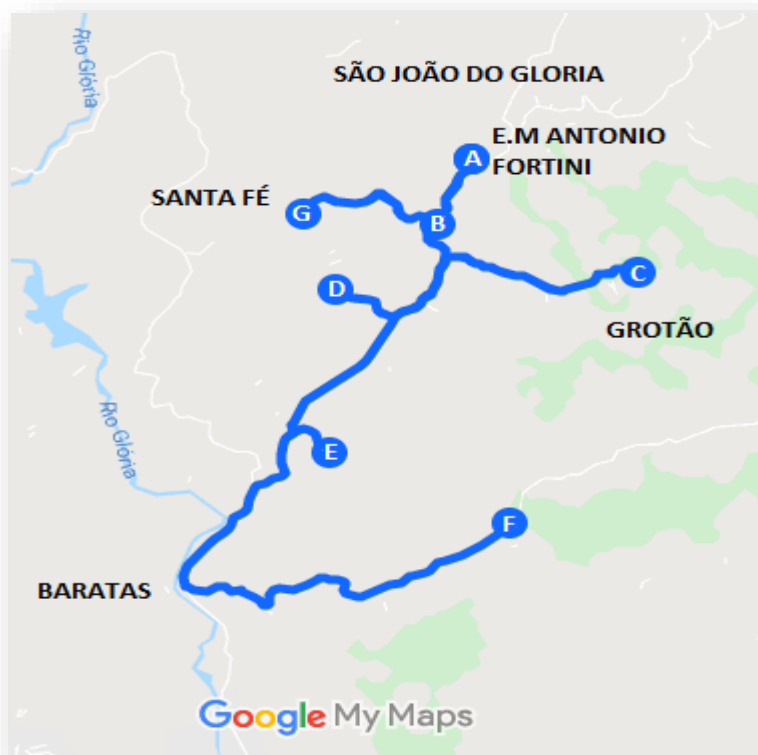 Rio Glória
SÃO JOÃO DO GLORIA
E.M ANTONIO
FORTINI
A
SANTA FÉ
G
B
C
D
GROTÃO
Rio Glória
E
F
BARATAS
Google My Maps